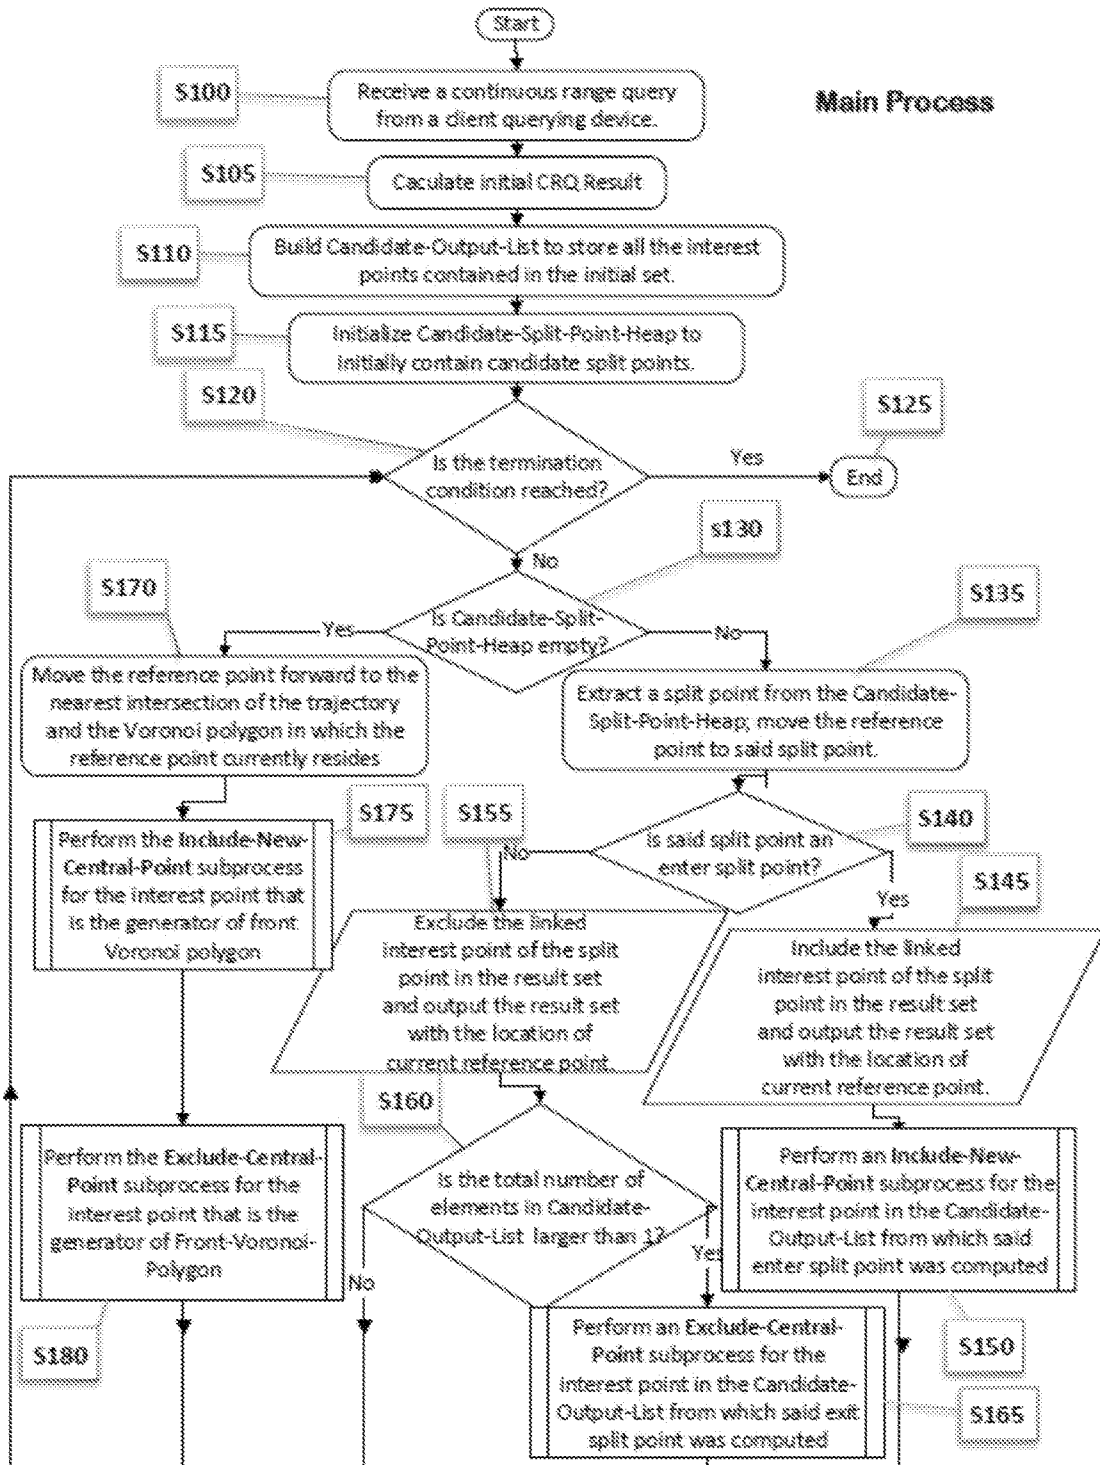 Start
S100
Receive a continuous range query
from a client querying device.
Main Process
S105
Caculate initial CRQ Result
S110
Build Candidate-Output-List to store all the interest
points contained in the initial set.
S115
Initialize Candidate-Split-Point-Heap to
initially contain candidate split points.
S120
S125
Is the termination
condition reached?
Yes
End
No
s130
S170
S135
Is Candidate-Split-
Point-Heap empty?
Yes
No
Move the reference point forward to the
nearest intersection of the trajectory
and the Voronoi polygon in which the
reference point currently resides
Extract a split point from the Candidate-
Split-Point-Heap; move the reference
point to said split point.
S175
S155
S140
Perform the Include-New-
Central-Point subprocess
for the interest point that
is the generator of front
Voronoi polygon
Is said split point an
enter split point?
No
Yes
S145
Exclude the linked
interest point of the split
point in the result set
and output the result set
with the location of
current reference point.
Include the linked
interest point of the split
point in the result set
and output the result set
with the location of
current reference point.
S160
Perform the Exclude-Central-
Point subprocess for the
interest point that is the
generator of Front-Voronoi-
Polygon
Is the total number of
elements in Candidate-
Output-List larger than 1?
Perform an Include-New-
Central-Point subprocess for the
interest point in the Candidate-
Output-List from which said
enter split point was computed
No
Yes
S180
Perform an Exclude-Central-
Point subprocess for the
interest point in the Candidate-
Output-List from which said exit
split point was computed
S150
S165